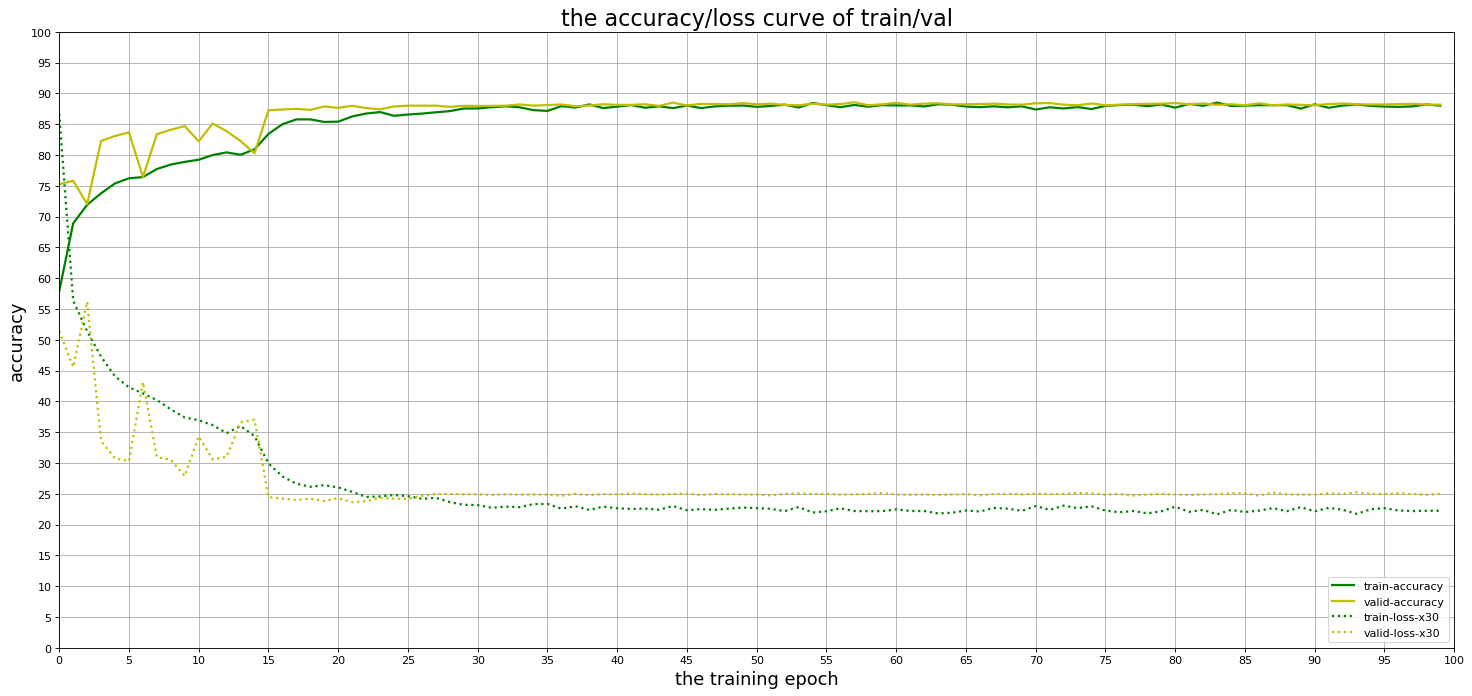 the accuracy/loss curve of train/val
100
95
90
85
80
75
70
65
60
55
50
45
40
35
30
25
20
15
10
5
0
accuracy
train-accuracy
valid-accuracy
train-loss-x30
valid-loss-x30
0 5 10 15 20 25 30 35 40 45 50 55 60 65 70 75 80 85 90 95 100
the training epoch